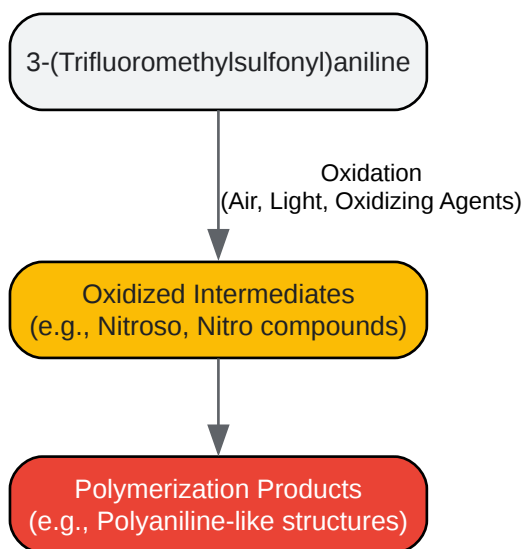 3-(Trifluoromethylsulfonyl)aniline
Oxidation
(Air, Light, Oxidizing Agents)
Oxidized Intermediates
(e.g., Nitroso, Nitro compounds)
Polymerization Products
(e.g., Polyaniline-like structures)